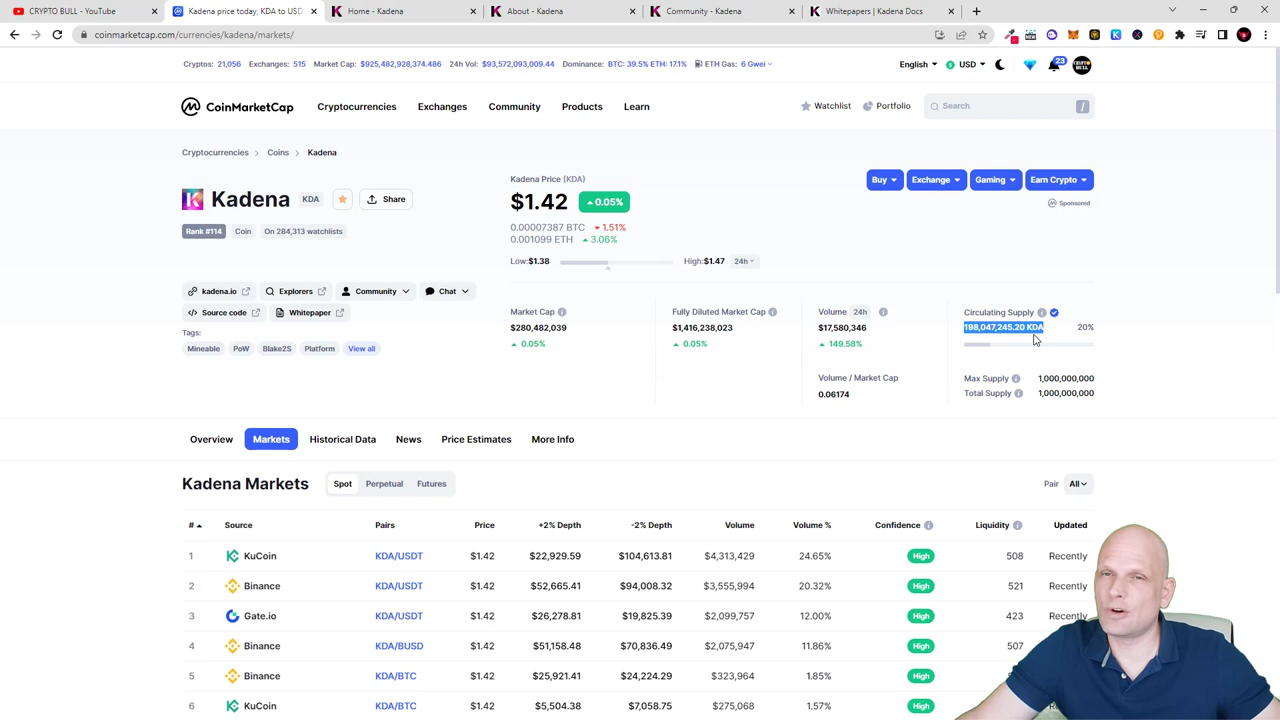 CRYPTO BULL - YouTube
Kadena price today, KDA to USD
Home - Kadena
About - Kadena
Community - Kadena
Whitepapers | Kadena Docs
coinmarketcap.com/currencies/kadena/markets/
Cryptos: 21,056 Exchanges: 515 Market Cap: $925,482,928,374.486 24h Vol: $93,572,093,009.44 Dominance: BTC: 39.5% ETH: 17.1% ETH Gas: 6 Gwei
English USD 23
CoinMarketCap
Cryptocurrencies Exchanges Community Products Learn
Watchlist Portfolio Search /
Cryptocurrencies > Coins > Kadena
Kadena KDA Share
Rank #114 Coin On 284,313 watchlists
Kadena Price (KDA)
$1.42 0.05%
0.00007387 BTC 1.51%
0.001099 ETH 3.06%
Low: $1.38 High: $1.47 24h
Buy Exchange Gaming Earn Crypto
Sponsored
kadena.io Explorers Community Chat
Source code Whitepaper
Tags:
Mineable PoW Blake2S Platform View all
Market Cap
$280,482,039
0.05%
Fully Diluted Market Cap
$1,416,238,023
0.05%
Volume 24h
$17,580,346
149.58%
Volume / Market Cap
0.06174
Circulating Supply
198,047,245.20 KDA 20%
Max Supply 1,000,000,000
Total Supply 1,000,000,000
Overview Markets Historical Data News Price Estimates More Info
Kadena Markets Spot Perpetual Futures Pair All
# Source Pairs Price +2% Depth -2% Depth Volume Volume % Confidence Liquidity Updated
1 KuCoin KDA/USDT $1.42 $22,929.59 $104,613.81 $4,313,429 24.65% High 508 Recently
2 Binance KDA/USDT $1.42 $52,665.41 $94,008.32 $3,555,994 20.32% High 521 Recently
3 Gate.io KDA/USDT $1.42 $26,278.81 $19,825.39 $2,099,757 12.00% High 423 Recently
4 Binance KDA/BUSD $1.42 $51,158.48 $70,836.49 $2,075,947 11.86% High 507
5 Binance KDA/BTC $1.42 $25,921.41 $24,224.29 $323,964 1.85% High
6 KuCoin KDA/BTC $1.42 $5,504.38 $7,058.75 $275,068 1.57% High